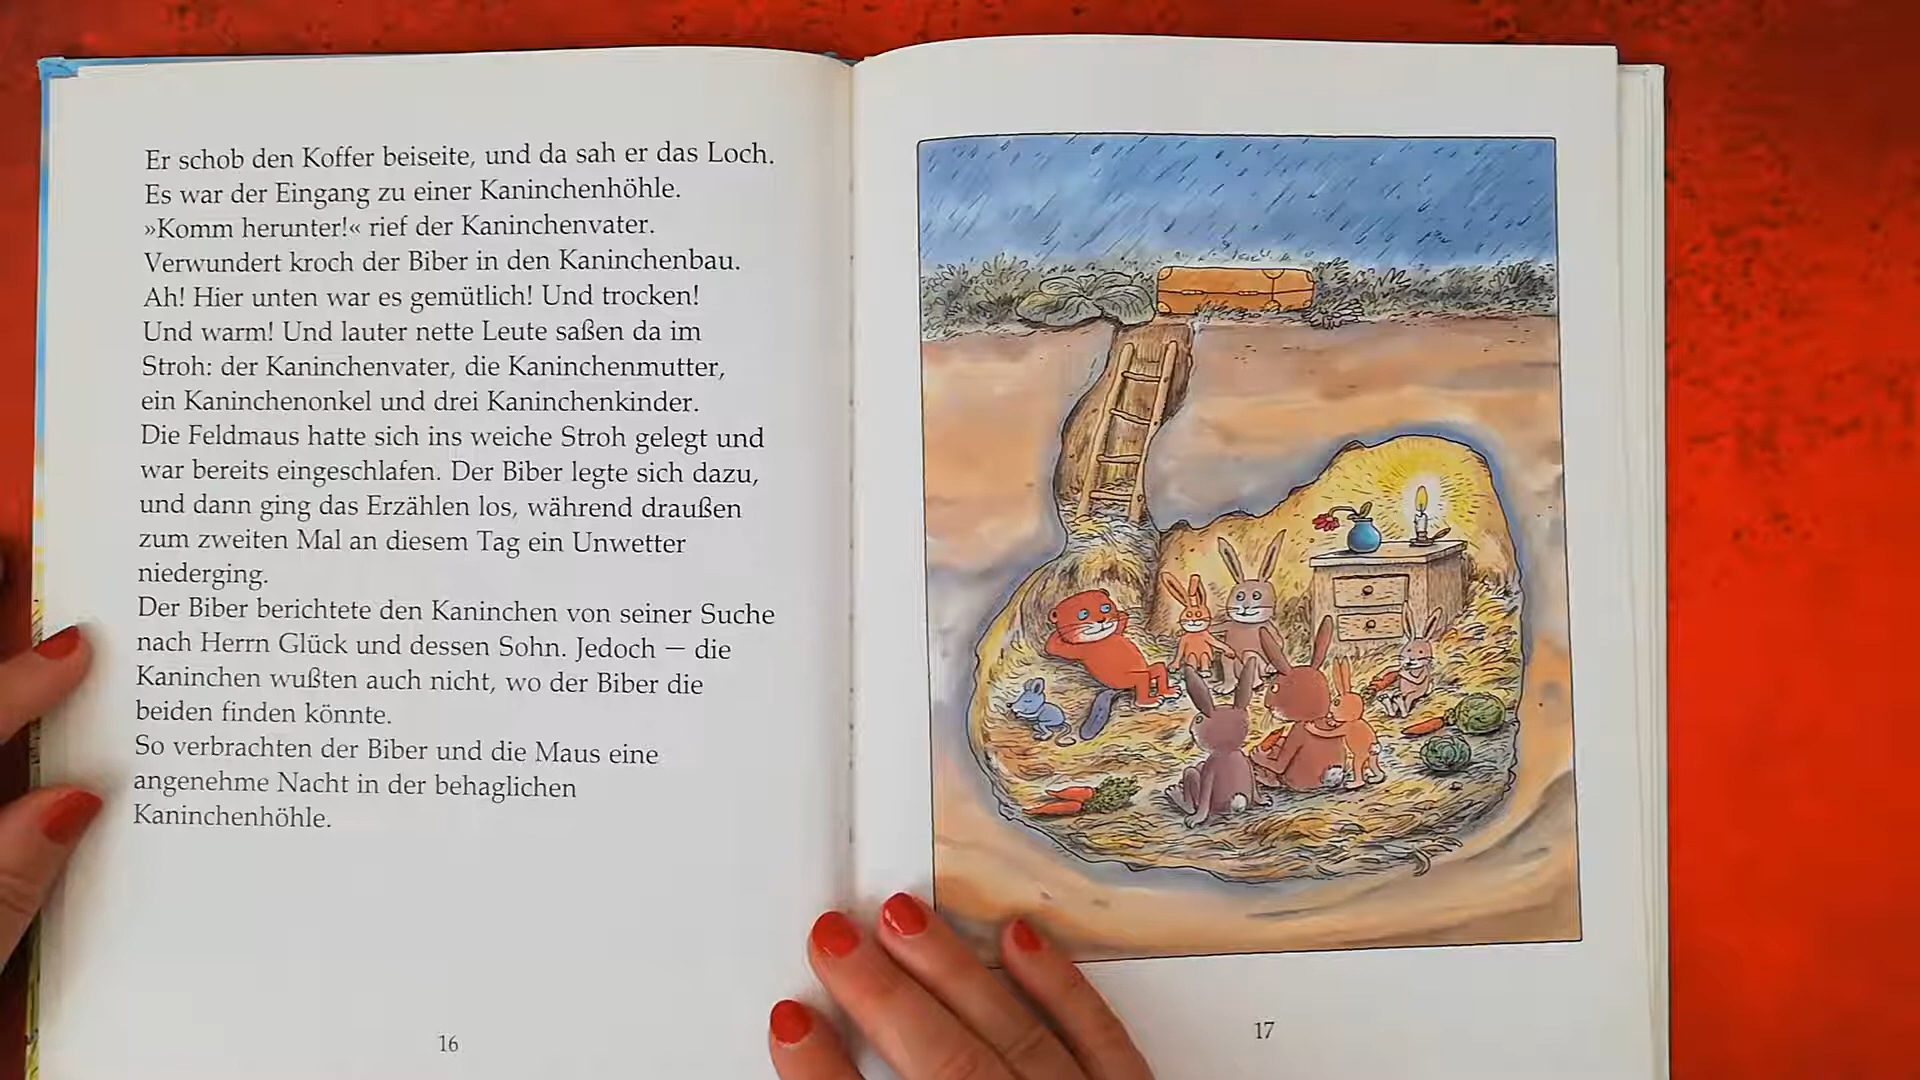 Er schob den Koffer beiseite, und da sah er das Loch.
Es war der Eingang zu einer Kaninchenhöhle.
»Komm herunter!« rief der Kaninchenvater.
Verwundert kroch der Biber in den Kaninchenbau.
Ah! Hier unten war es gemütlich! Und trocken!
Und warm! Und lauter nette Leute saßen da im
Stroh: der Kaninchenvater, die Kaninchenmutter,
ein Kaninchenonkel und drei Kaninchenkinder.
Die Feldmaus hatte sich ins weiche Stroh gelegt und
war bereits eingeschlafen. Der Biber legte sich dazu,
und dann ging das Erzählen los, während draußen
zum zweiten Mal an diesem Tag ein Unwetter
niederging.
Der Biber berichtete den Kaninchen von seiner Suche
nach Herrn Glück und dessen Sohn. Jedoch — die
Kaninchen wußten auch nicht, wo der Biber die
beiden finden könnte.
So verbrachten der Biber und die Maus eine
angenehme Nacht in der behaglichen
Kaninchenhöhle.
16
17